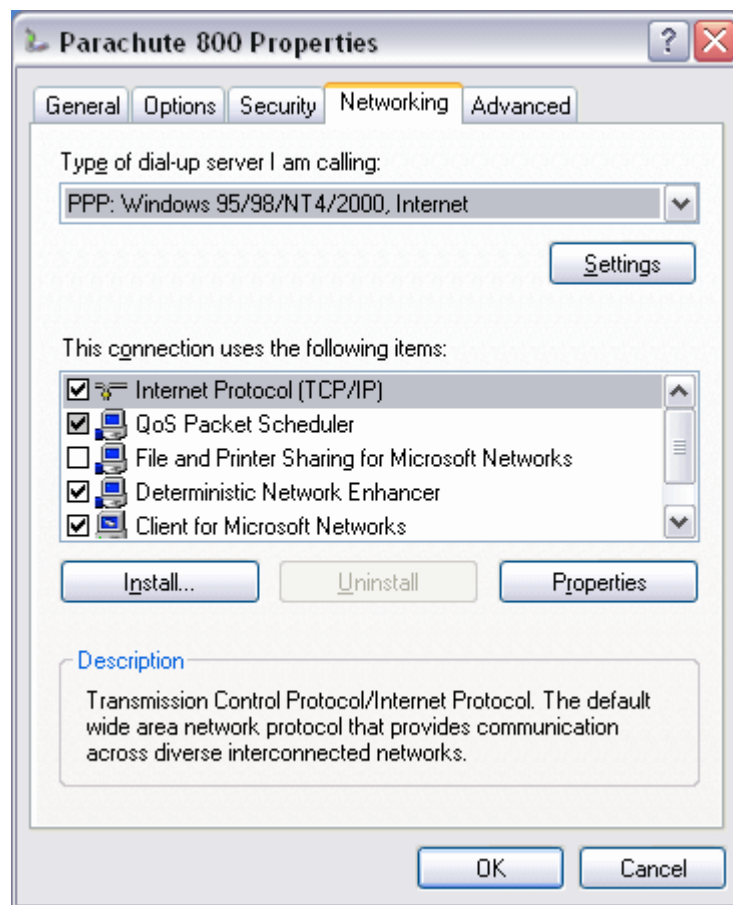 Parachute 800 Properties
General Options Security Networking Advanced
Type of dial-up server I am calling:
PPP: Windows 95/98/NT4/2000, Internet
Settings
This connection uses the following items:
Internet Protocol (TCP/IP)
QoS Packet Scheduler
File and Printer Sharing for Microsoft Networks
Deterministic Network Enhancer
Client for Microsoft Networks
Install... Uninstall Properties
Description
Transmission Control Protocol/Internet Protocol. The default
wide area network protocol that provides communication
across diverse interconnected networks.
OK Cancel